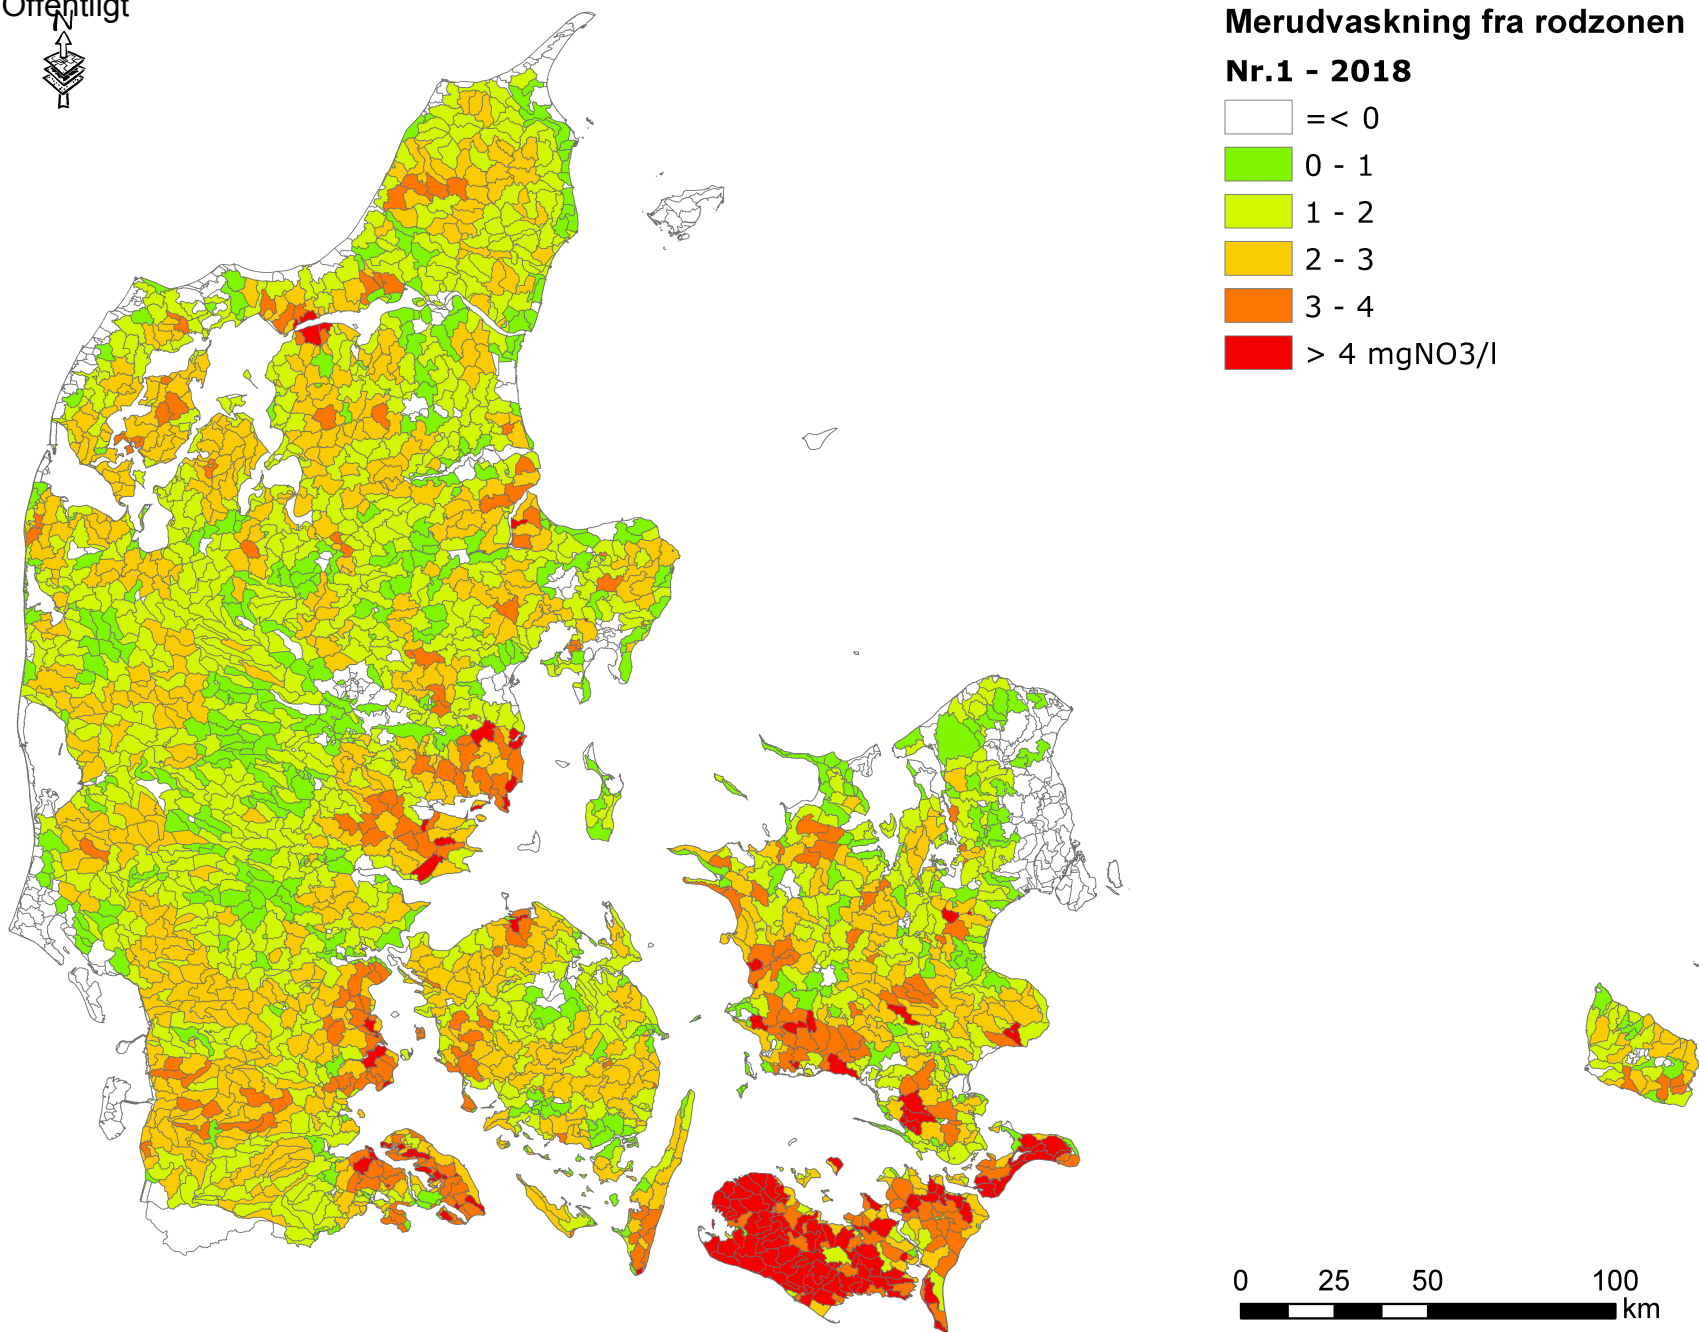 Offentligt
N
Merudvaskning fra rodzonen
Nr.1 - 2018
=< 0
0 - 1
1 - 2
2 - 3
3 - 4
> 4 mgNO3/l
0 25 50 100
km